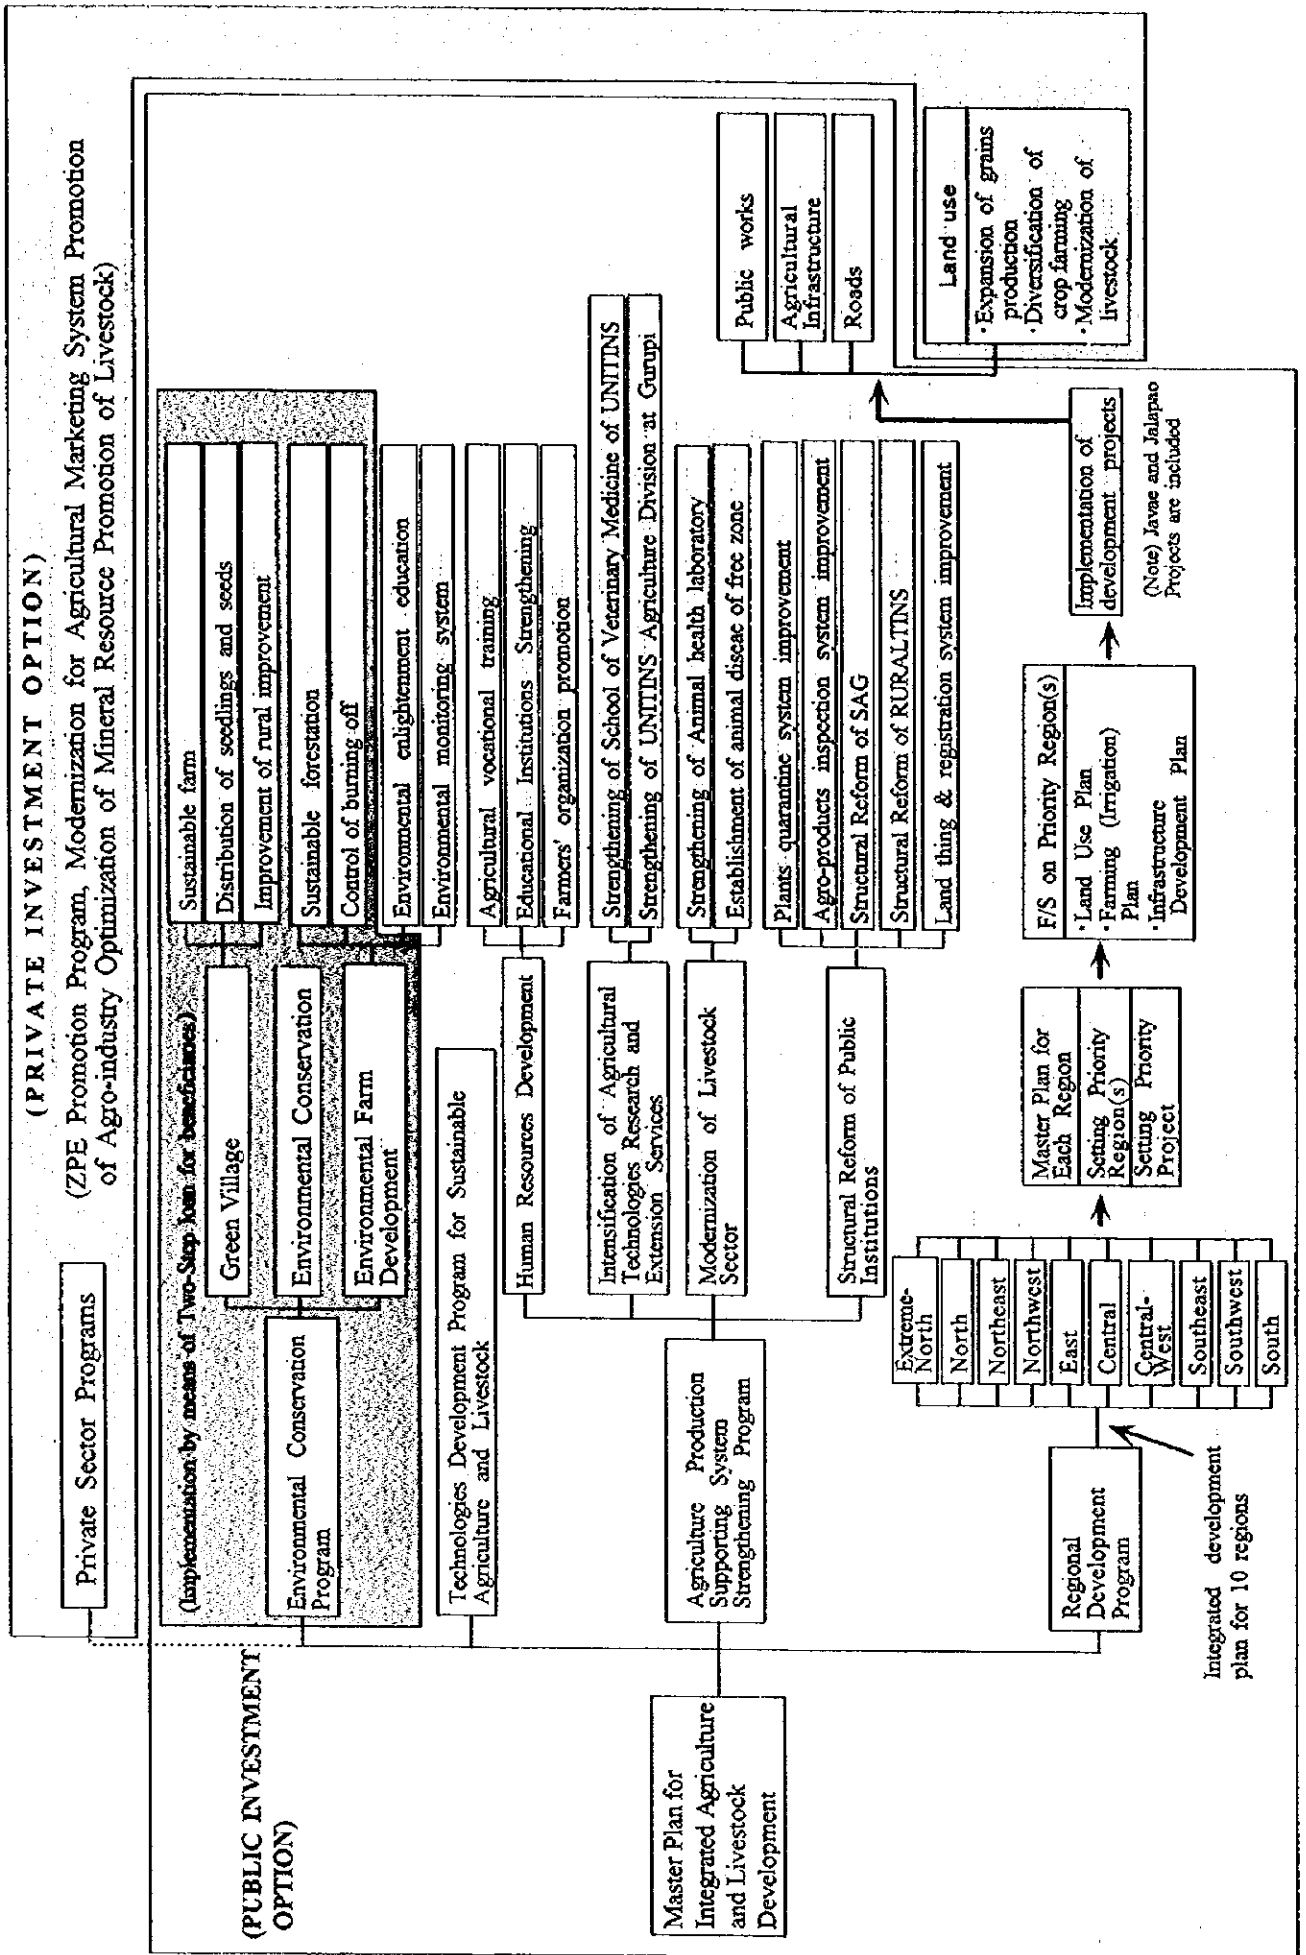 (PRIVATE INVESTMENT OPTION)
Private Sector Programs
(ZPE Promotion Program, Modernization for Agricultural Marketing System Promotion
of Agro-industry Optimization of Mineral Resource Promotion of Livestock)
(PUBLIC INVESTMENT
OPTION)
(Implementation by means of Two-Step loan for beneficiaries)
Master Plan for
Integrated Agriculture
and Livestock
Development
Environmental Conservation
Program
Green Village
Sustainable farm
Distribution of seedlings and seeds
Improvement of rural improvement
Environmental Conservation
Sustainable forestation
Control of burning off
Environmental Farm
Development
Environmental enlightenment education
Environmental monitoring system
Technologies Development Program for Sustainable
Agriculture and Livestock
Agriculture Production
Supporting System
Strengthening Program
Human Resources Development
Agricultural vocational training
Educational Institutions Strengthening
Farmers' organization promotion
Intensification of Agricultural
Technologies Research and
Extension Services
Strengthening of School of Veterinary Medicine of UNITINS
Strengthening of UNITINS Agriculture Division at Gurupi
Modernization of Livestock
Sector
Strengthening of Animal health laboratory
Establishment of animal diseac of free zone
Structural Reform of Public
Institutions
Plants quarantine system improvement
Agro-products inspection system improvement
Structural Reform of SAG
Structural Reform of RURALTINS
Land thing & registration system improvement
Regional
Development
Program
Integrated development
plan for 10 regions
Extreme-
North
North
Northeast
Northwest
East
Central
Central-
West
Southeast
Southwest
South
Master Plan for
Each Region
Setting Priority
Region(s)
Setting Priority
Project
F/S on Priority Region(s)
· Land Use Plan
· Farming (Irrigation)
Plan
· Infrastructure
Development Plan
Implementation of
development projects
(Note) Javae and Jalapao
Projects are included
Public works
Agricultural
Infrastructure
Roads
Land use
· Expansion of grains
production
· Diversification of
crop farming
· Modernization of
livestock